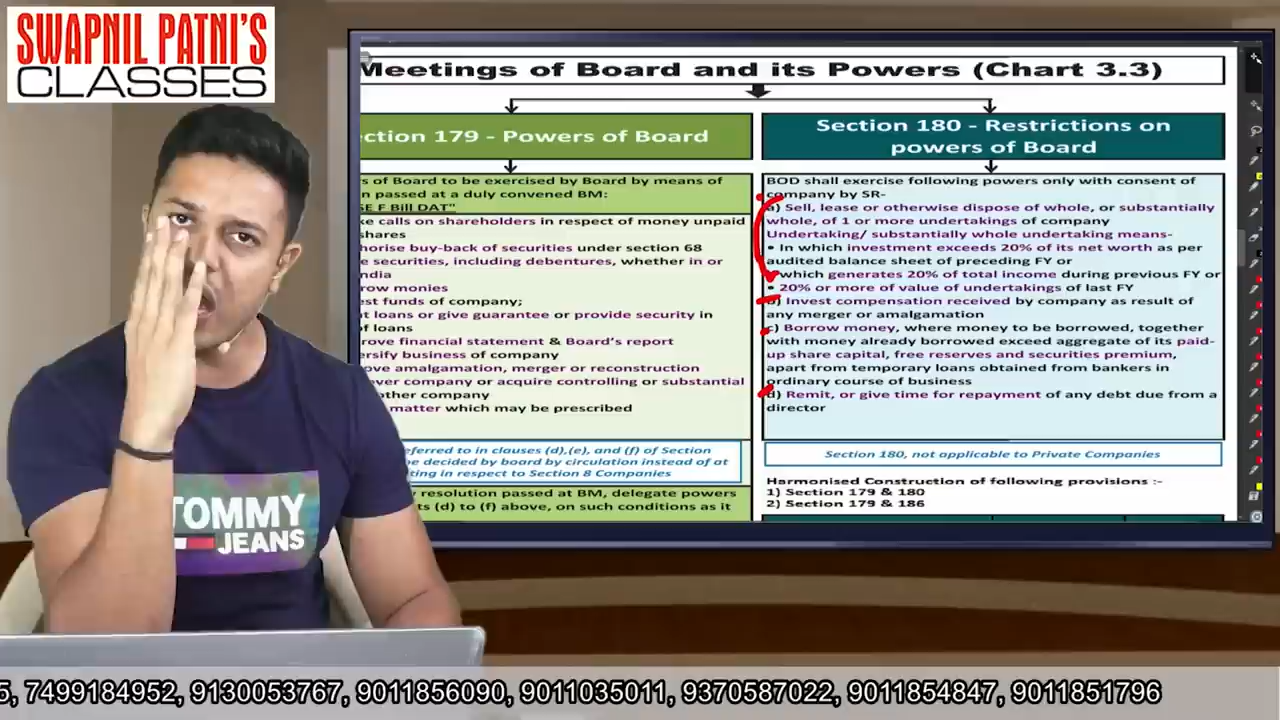 SWAPNIL PATNI'S
CLASSES
Meetings of Board and its Powers (Chart 3.3)
ction 179 - Powers of Board
s of Board to be exercised by Board by means of
n passed at a duly convened BM:
SE F Bill DAT"
ke calls on shareholders in respect of money unpaid
shares
horise buy-back of securities under section 68
e securities, including debentures, whether in or
ndia
row monies
est funds of company;
t loans or give guarantee or provide security in
of loans
rove financial statement & Board's report
ersify business of company
ove amalgamation, merger or reconstruction
over company or acquire controlling or substantial
other company
matter which may be prescribed
eferred to in clauses (d),(e), and (f) of Section
be decided by board by circulation instead of at
ting in respect to Section 8 Companies
y resolution passed at BM, delegate powers
ts (d) to (f) above, on such conditions as it
Section 180 - Restrictions on
powers of Board
BOD shall exercise following powers only with consent of
company by SR-
a) Sell, lease or otherwise dispose of whole, or substantially
whole, of 1 or more undertakings of company
Undertaking/ substantially whole undertaking means-
• In which investment exceeds 20% of its net worth as per
audited balance sheet of preceding FY or
which generates 20% of total income during previous FY or
• 20% or more of value of undertakings of last FY
b) Invest compensation received by company as result of
any merger or amalgamation
c) Borrow money, where money to be borrowed, together
with money already borrowed exceed aggregate of its paid-
up share capital, free reserves and securities premium,
apart from temporary loans obtained from bankers in
ordinary course of business
d) Remit, or give time for repayment of any debt due from a
director
Section 180, not applicable to Private Companies
Harmonised Construction of following provisions :-
1) Section 179 & 180
2) Section 179 & 186
TOMMY
JEANS
5, 7499184952, 9130053767, 9011856090, 9011035011, 9370587022, 9011854847, 9011851796